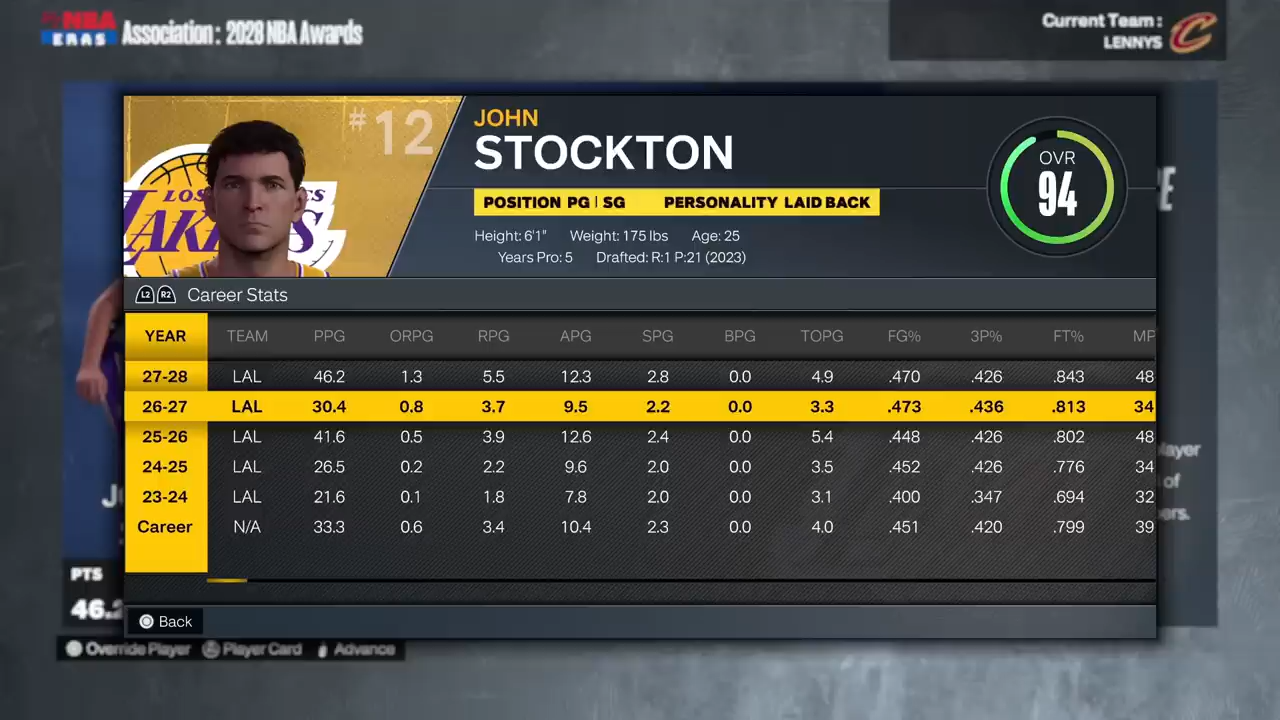 NBA
ERAS
Association: 2028 NBA Awards
Current Team:
LENNYS
#12
JOHN
STOCKTON
POSITION PG | SG PERSONALITY LAID BACK
Height: 6'1" Weight: 175 lbs Age: 25
Years Pro: 5 Drafted: R:1 P:21 (2023)
OVR
94
L2 R2 Career Stats
YEAR TEAM PPG ORPG RPG APG SPG BPG TOPG FG% 3P% FT% MP
27-28 LAL 46.2 1.3 5.5 12.3 2.8 0.0 4.9 .470 .426 .843 48
26-27 LAL 30.4 0.8 3.7 9.5 2.2 0.0 3.3 .473 .436 .813 34
25-26 LAL 41.6 0.5 3.9 12.6 2.4 0.0 5.4 .448 .426 .802 48
24-25 LAL 26.5 0.2 2.2 9.6 2.0 0.0 3.5 .452 .426 .776 34
23-24 LAL 21.6 0.1 1.8 7.8 2.0 0.0 3.1 .400 .347 .694 32
Career N/A 33.3 0.6 3.4 10.4 2.3 0.0 4.0 .451 .420 .799 39
of
PTS
46.2
Back
Override Player Player Card Advance